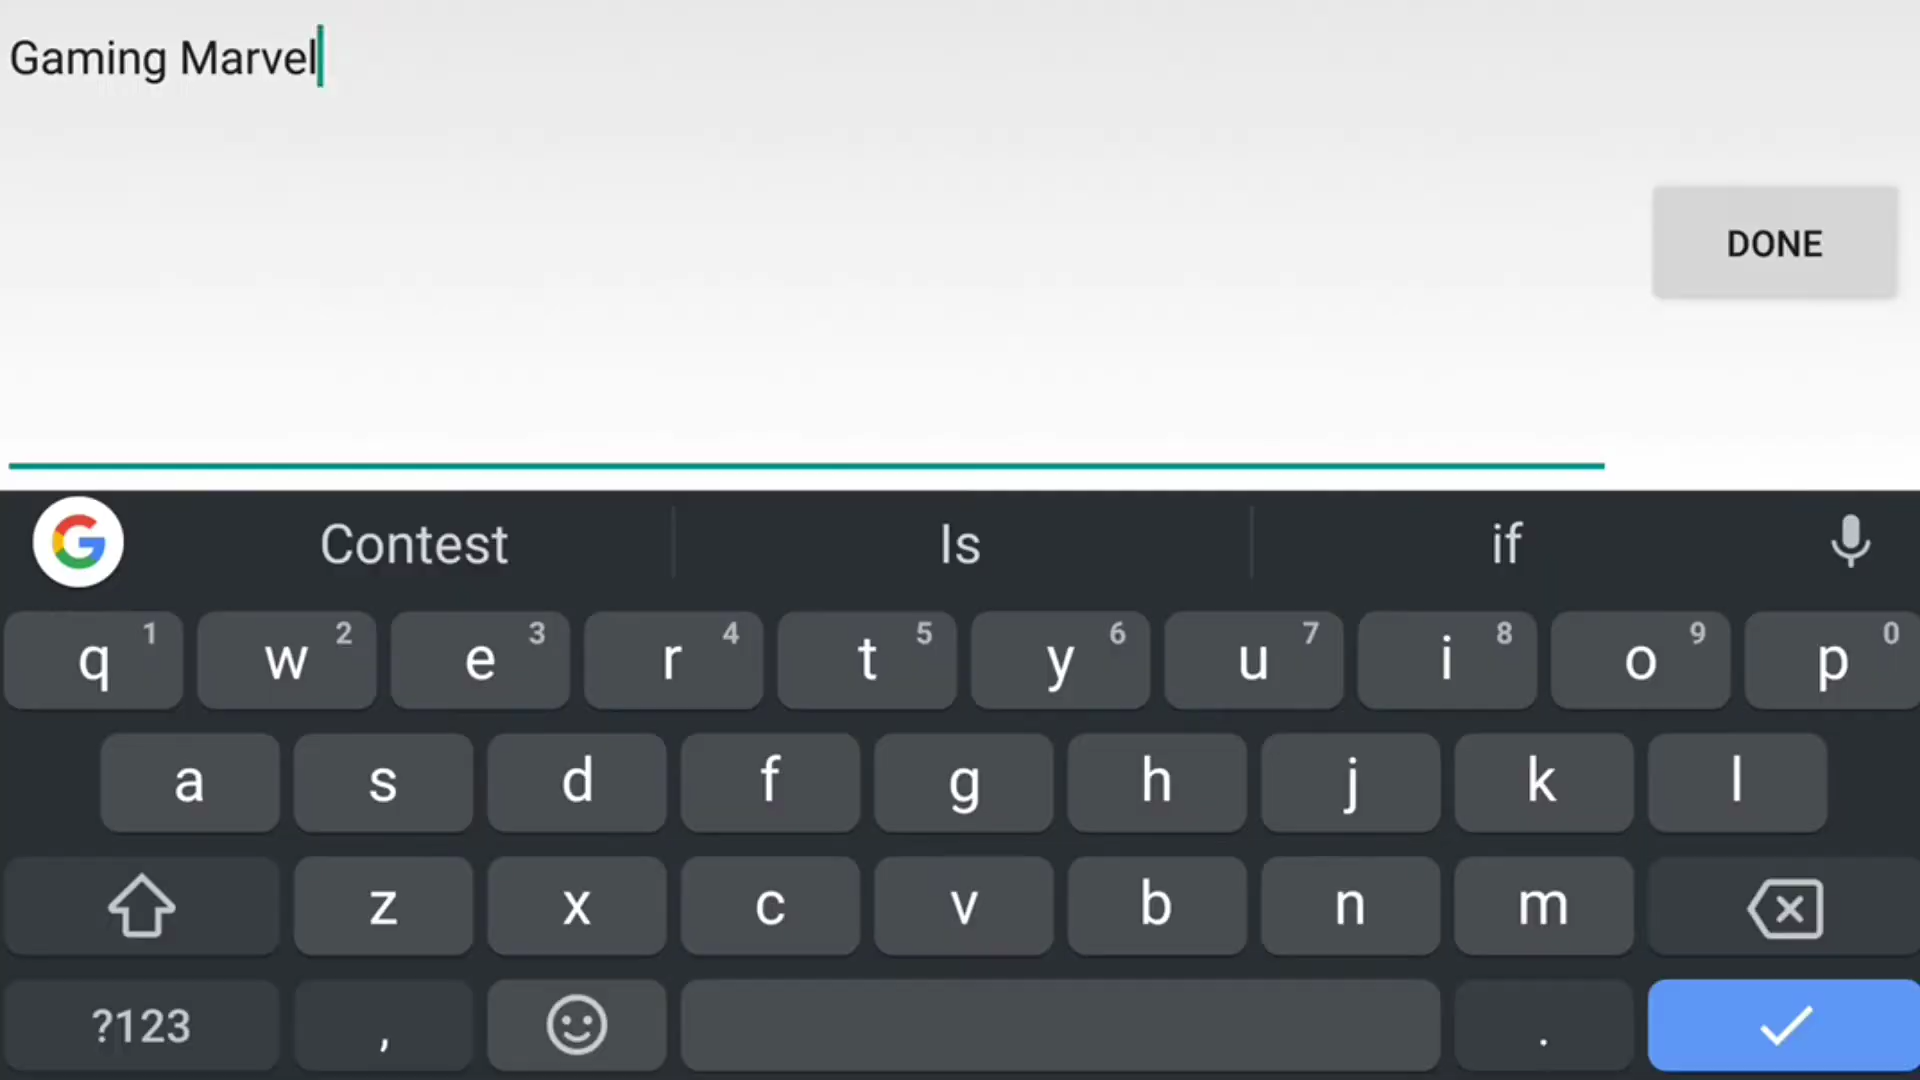 Gaming Marvel
DONE
Contest Is if
q 1 w 2 e 3 r 4 t 5 y 6 u 7 i 8 o 9 p 0
a s d f g h j k l
z x c v b n m
?123 , .